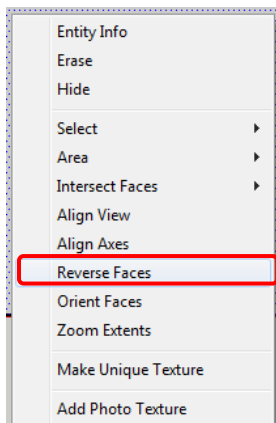 Entity Info
Erase
Hide
Select
Area
Intersect Faces
Align View
Align Axes
Reverse Faces
Orient Faces
Zoom Extents
Make Unique Texture
Add Photo Texture